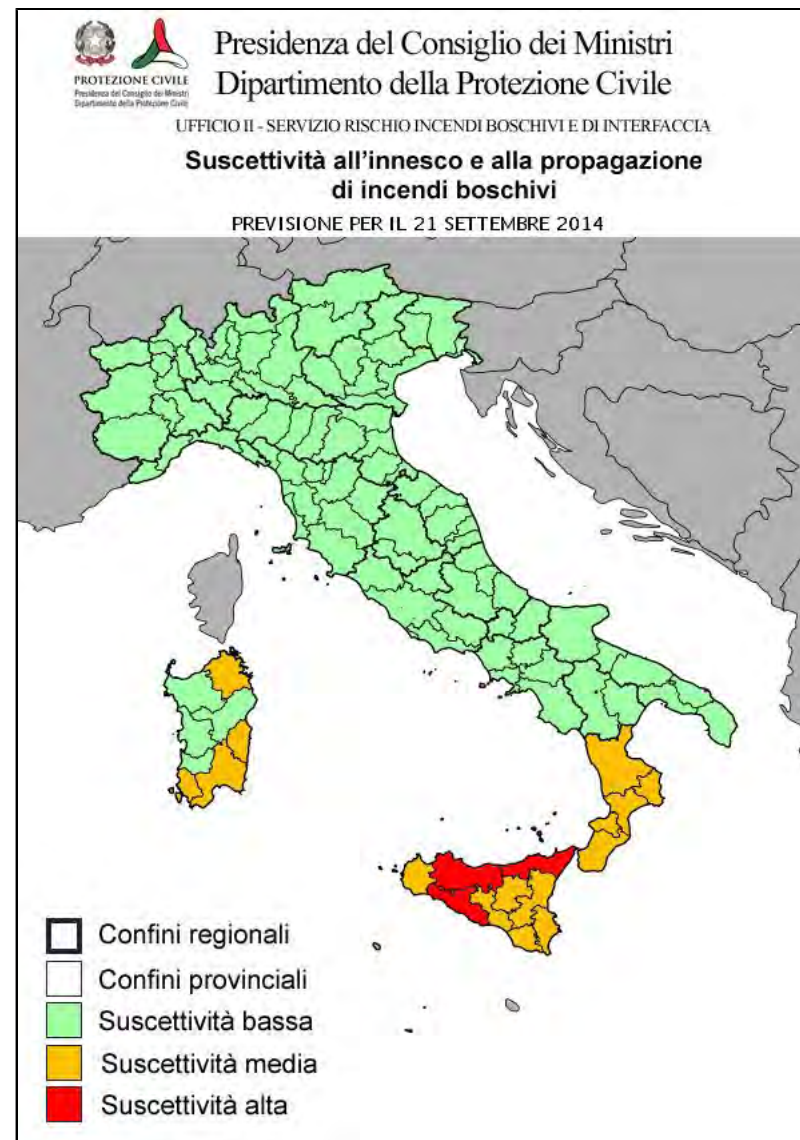 Presidenza del Consiglio dei Ministri
Dipartimento della Protezione Civile
PROTEZIONE CIVILE
Presidenza del Consiglio dei Ministri
Dipartimento della Protezione Civile
UFFICIO II - SERVIZIO RISCHIO INCENDI BOSCHIVI E DI INTERFACCIA
Suscettività all'innesco e alla propagazione
di incendi boschivi
PREVISIONE PER IL 21 SETTEMBRE 2014
Confini regionali
Confini provinciali
Suscettività bassa
Suscettività media
Suscettività alta